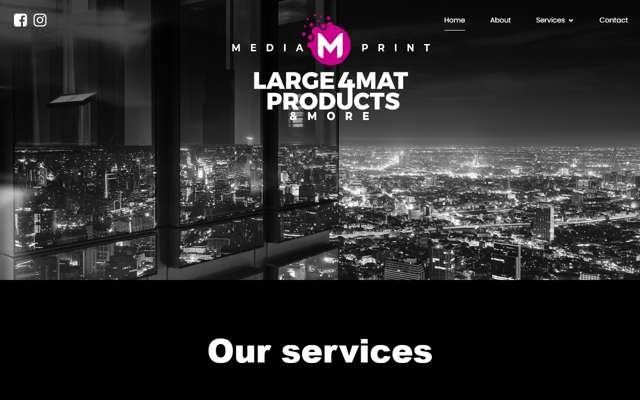 Home About Services Contact
MEDIA M PRINT
LARGE4MAT
PRODUCTS
& MORE
Our services